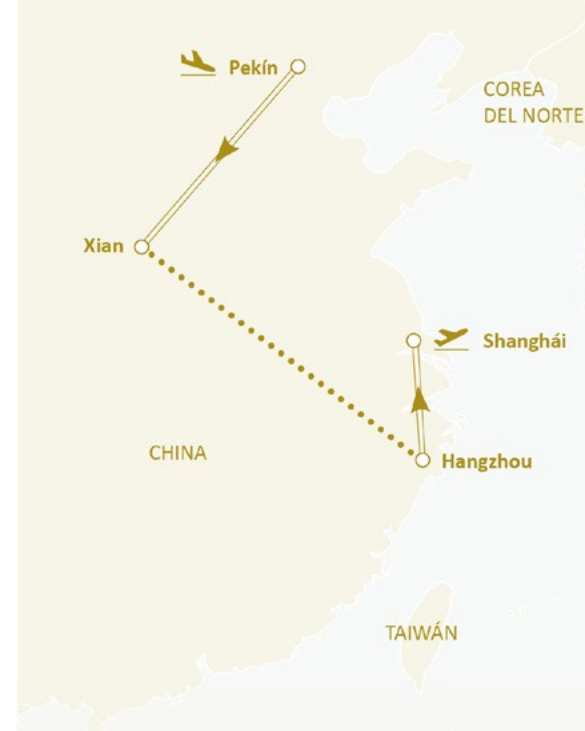 Pekín
COREA
DEL NORTE
Xian
Shanghái
CHINA
Hangzhou
TAIWÁN